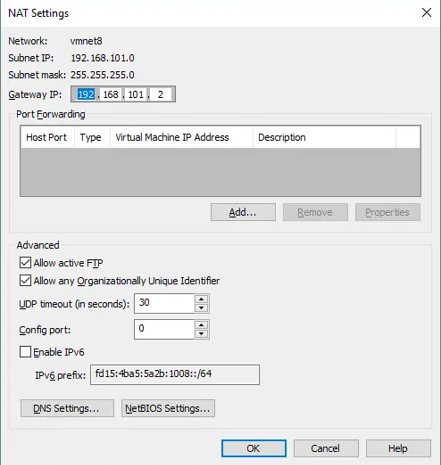 NAT Settings
Network: vmnet8
Subnet IP: 192.168.101.0
Subnet mask: 255.255.255.0
Gateway IP: 192 . 168 . 101 . 2
Port Forwarding
Host Port Type Virtual Machine IP Address Description
Add... Remove Properties
Advanced
Allow active FTP
Allow any Organizationally Unique Identifier
UDP timeout (in seconds): 30
Config port: 0
Enable IPv6
IPv6 prefix: fd15:4ba5:5a2b:1008::/64
DNS Settings... NetBIOS Settings...
OK Cancel Help